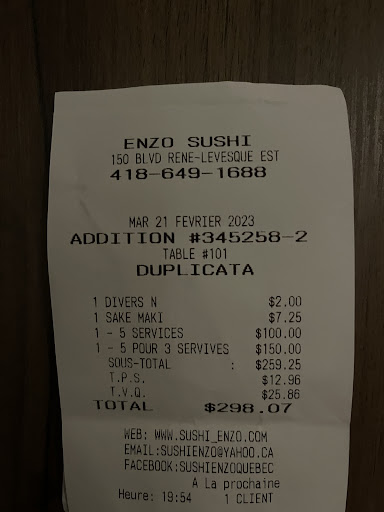 ENZO SUSHI
150 BLVD RENE-LEVESQUE EST
418-649-1688
MAR 21 FEVRIER 2023
ADDITION #345258-2
TABLE #101
DUPLICATA
1 DIVERS N $2.00
1 SAKE MAKI $7.25
1 - 5 SERVICES $100.00
1 - 5 POUR 3 SERVIVES $150.00
SOUS-TOTAL : $259.25
T.P.S. $12.96
T.V.Q. $25.86
TOTAL $298.07
WEB: WWW.SUSHI_ENZO.COM
EMAIL:SUSHIENZO@YAHOO.CA
FACEBOOK:SUSHIENZOQUEBEC
A La prochaine
Heure: 19:54 1 CLIENT